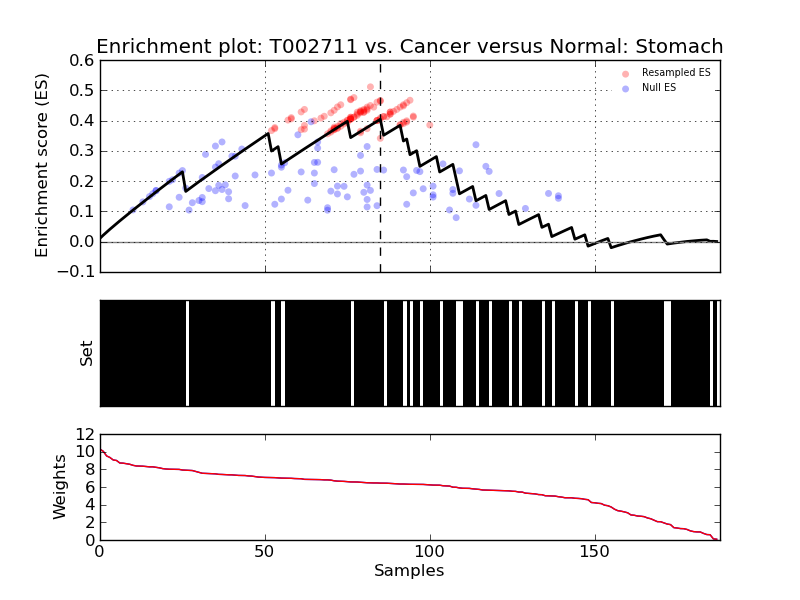 Enrichment plot: T002711 vs. Cancer versus Normal: Stomach
Enrichment score (ES)
0.6
0.5
0.4
0.3
0.2
0.1
0.0
−0.1
Resampled ES
Null ES
Set
Weights
12
10
8
6
4
2
0
0 50 100 150
Samples